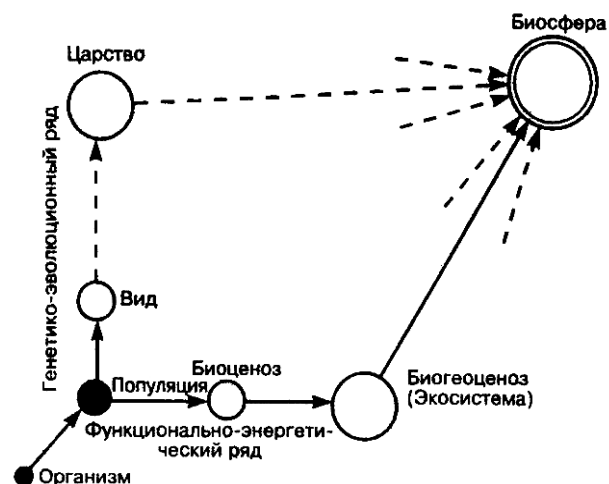 Биосфера
Царство
Генетико-эволюционный ряд
Вид
Биоценоз
Популяция
Биогеоценоз
(Экосистема)
Функционально-энергети-
ческий ряд
Организм